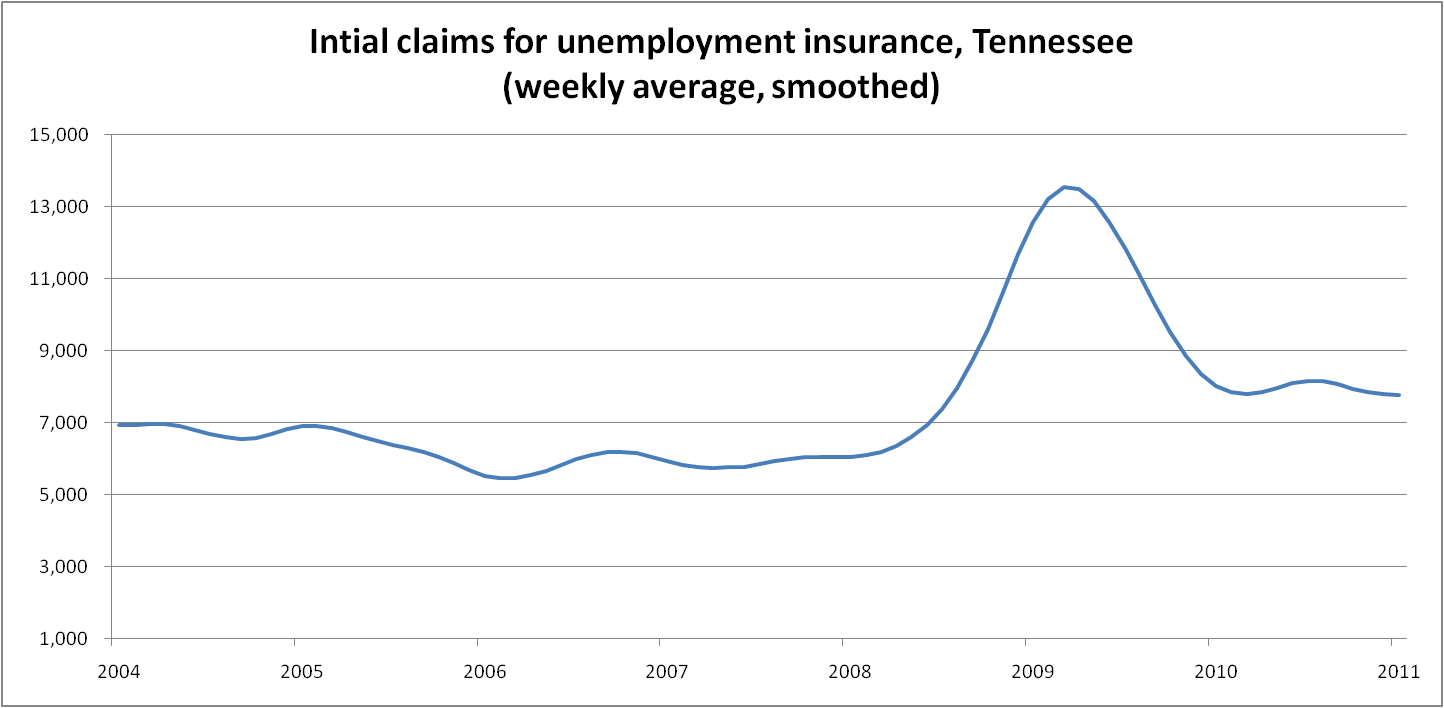 Intial claims for unemployment insurance, Tennessee
(weekly average, smoothed)
15,000
13,000
11,000
9,000
7,000
5,000
3,000
1,000
2004 2005 2006 2007 2008 2009 2010 2011